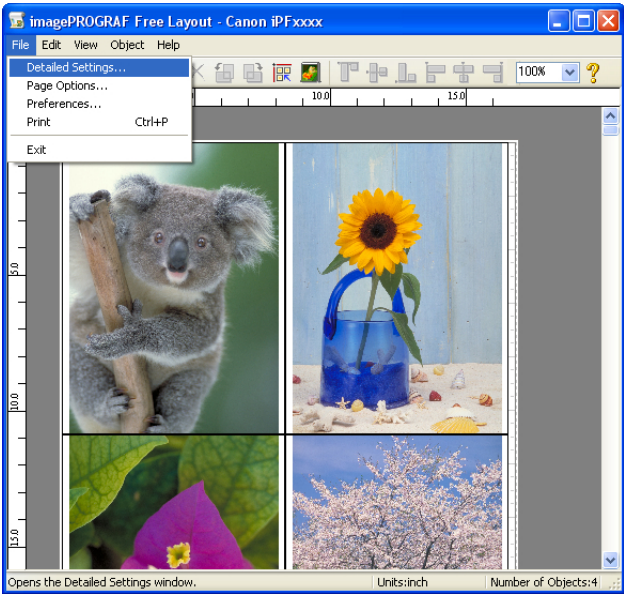 imagePROGRAF Free Layout - Canon iPFxxxx
File Edit View Object Help
Detailed Settings...
Page Options...
Preferences...
Print Ctrl+P
Exit
100%
10.0 15.0
5.0
10.0
15.0
Opens the Detailed Settings window. Units:inch Number of Objects:4